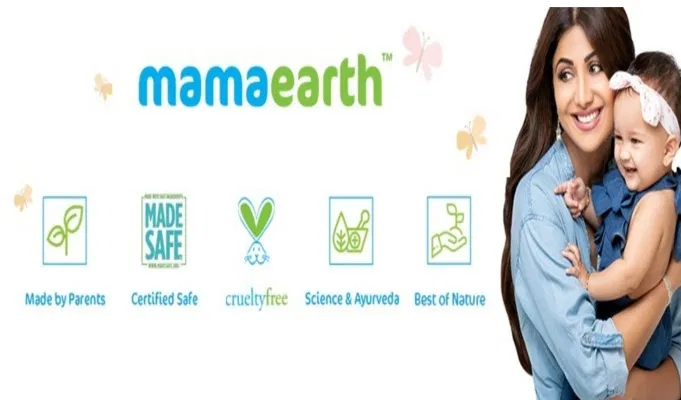 mamaearth™
MADE
SAFE
Made by Parents
Certified Safe
crueltyfree
Science & Ayurveda
Best of Nature